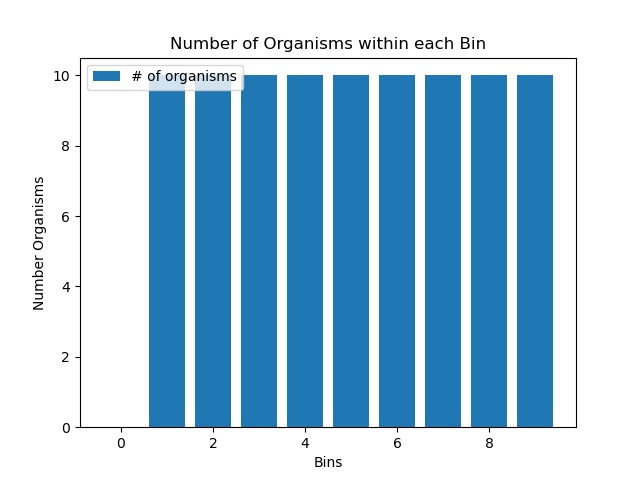 Number of Organisms within each Bin
# of organisms
Number Organisms
10
8
6
4
2
0
0 2 4 6 8
Bins